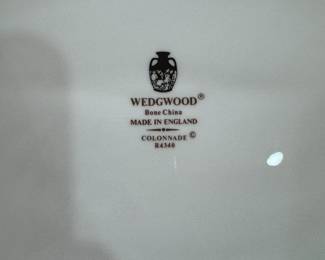 WEDGWOOD®
Bone China
MADE IN ENGLAND
COLONNADE ©
R4340